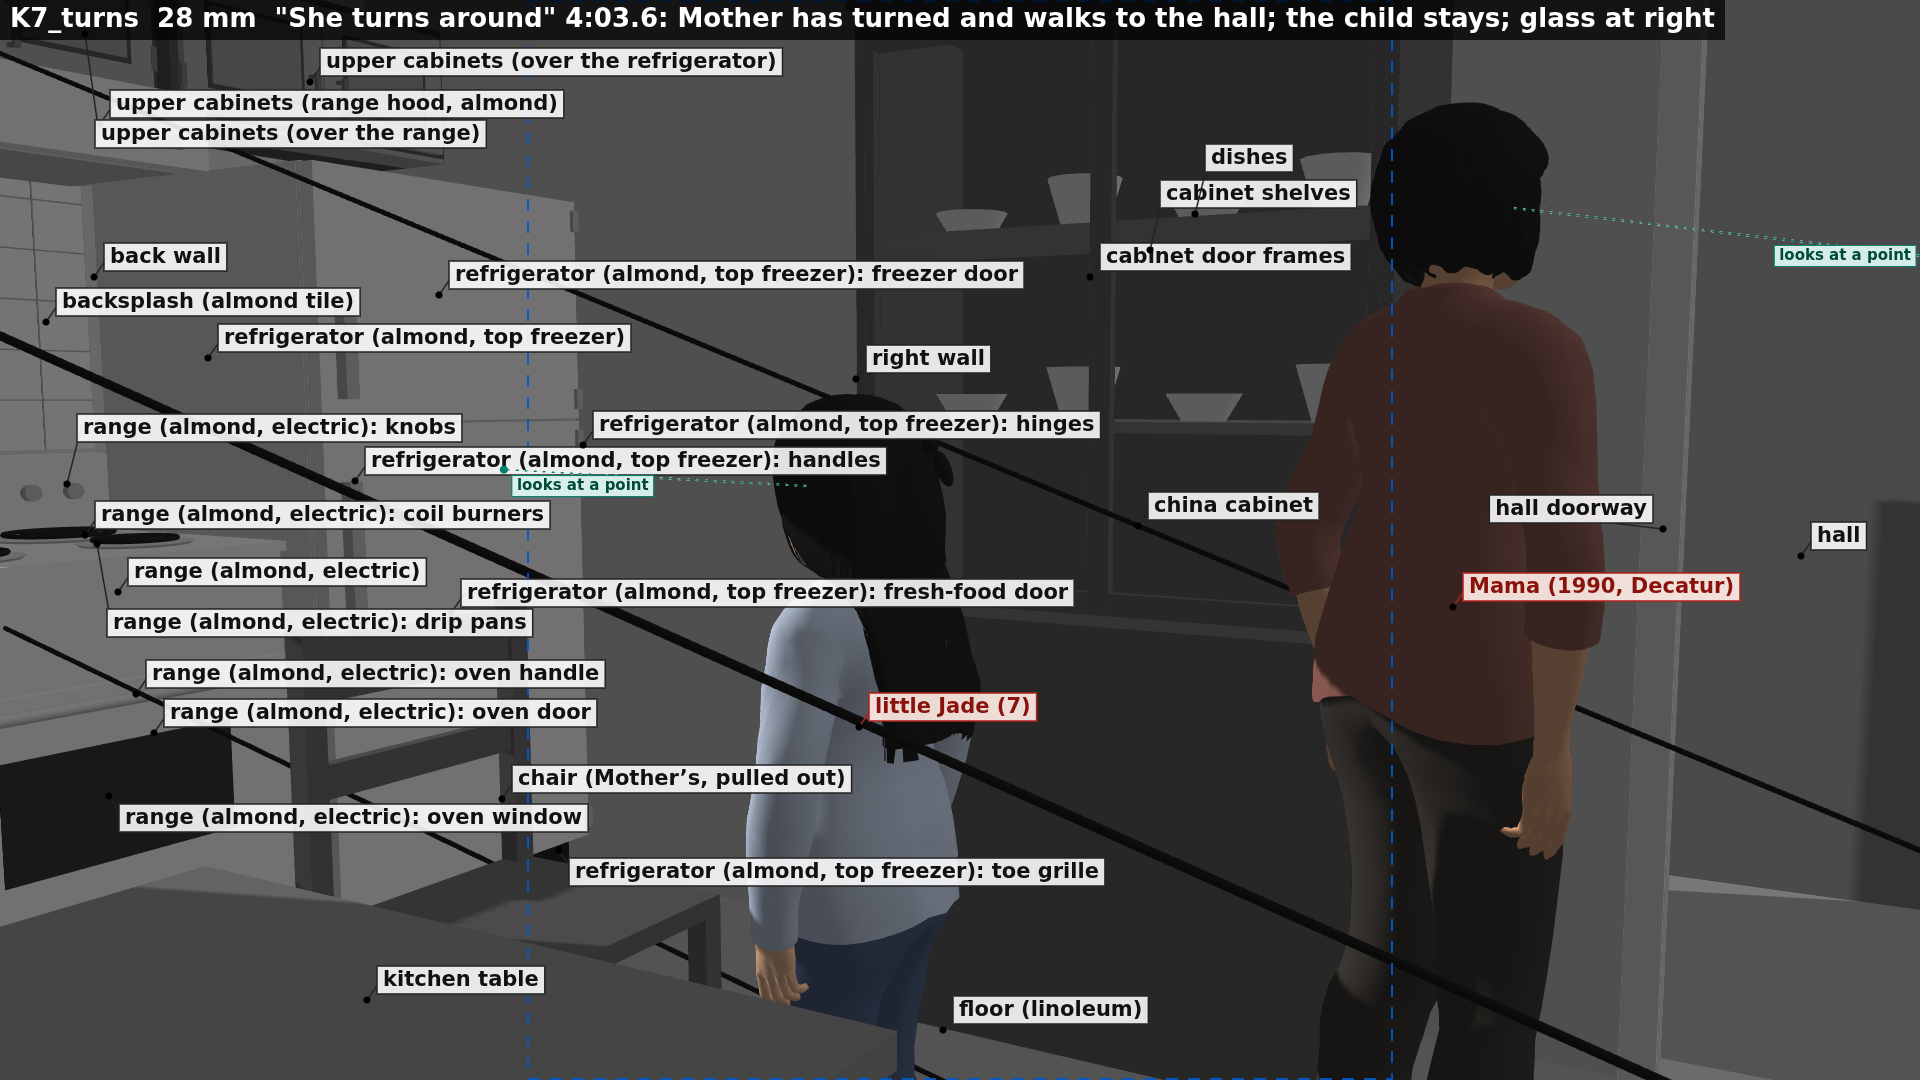 K7_turns 28 mm "She turns around" 4:03.6: Mother has turned and walks to the hall; the child stays; glass at right
upper cabinets (over the refrigerator)
upper cabinets (range hood, almond)
upper cabinets (over the range)
dishes
cabinet shelves
back wall
cabinet door frames
looks at a point
refrigerator (almond, top freezer): freezer door
backsplash (almond tile)
refrigerator (almond, top freezer)
right wall
range (almond, electric): knobs
refrigerator (almond, top freezer): hinges
refrigerator (almond, top freezer): handles
looks at a point
range (almond, electric): coil burners
china cabinet
hall doorway
hall
range (almond, electric)
refrigerator (almond, top freezer): fresh-food door
Mama (1990, Decatur)
range (almond, electric): drip pans
range (almond, electric): oven handle
range (almond, electric): oven door
little Jade (7)
chair (Mother’s, pulled out)
range (almond, electric): oven window
refrigerator (almond, top freezer): toe grille
kitchen table
floor (linoleum)